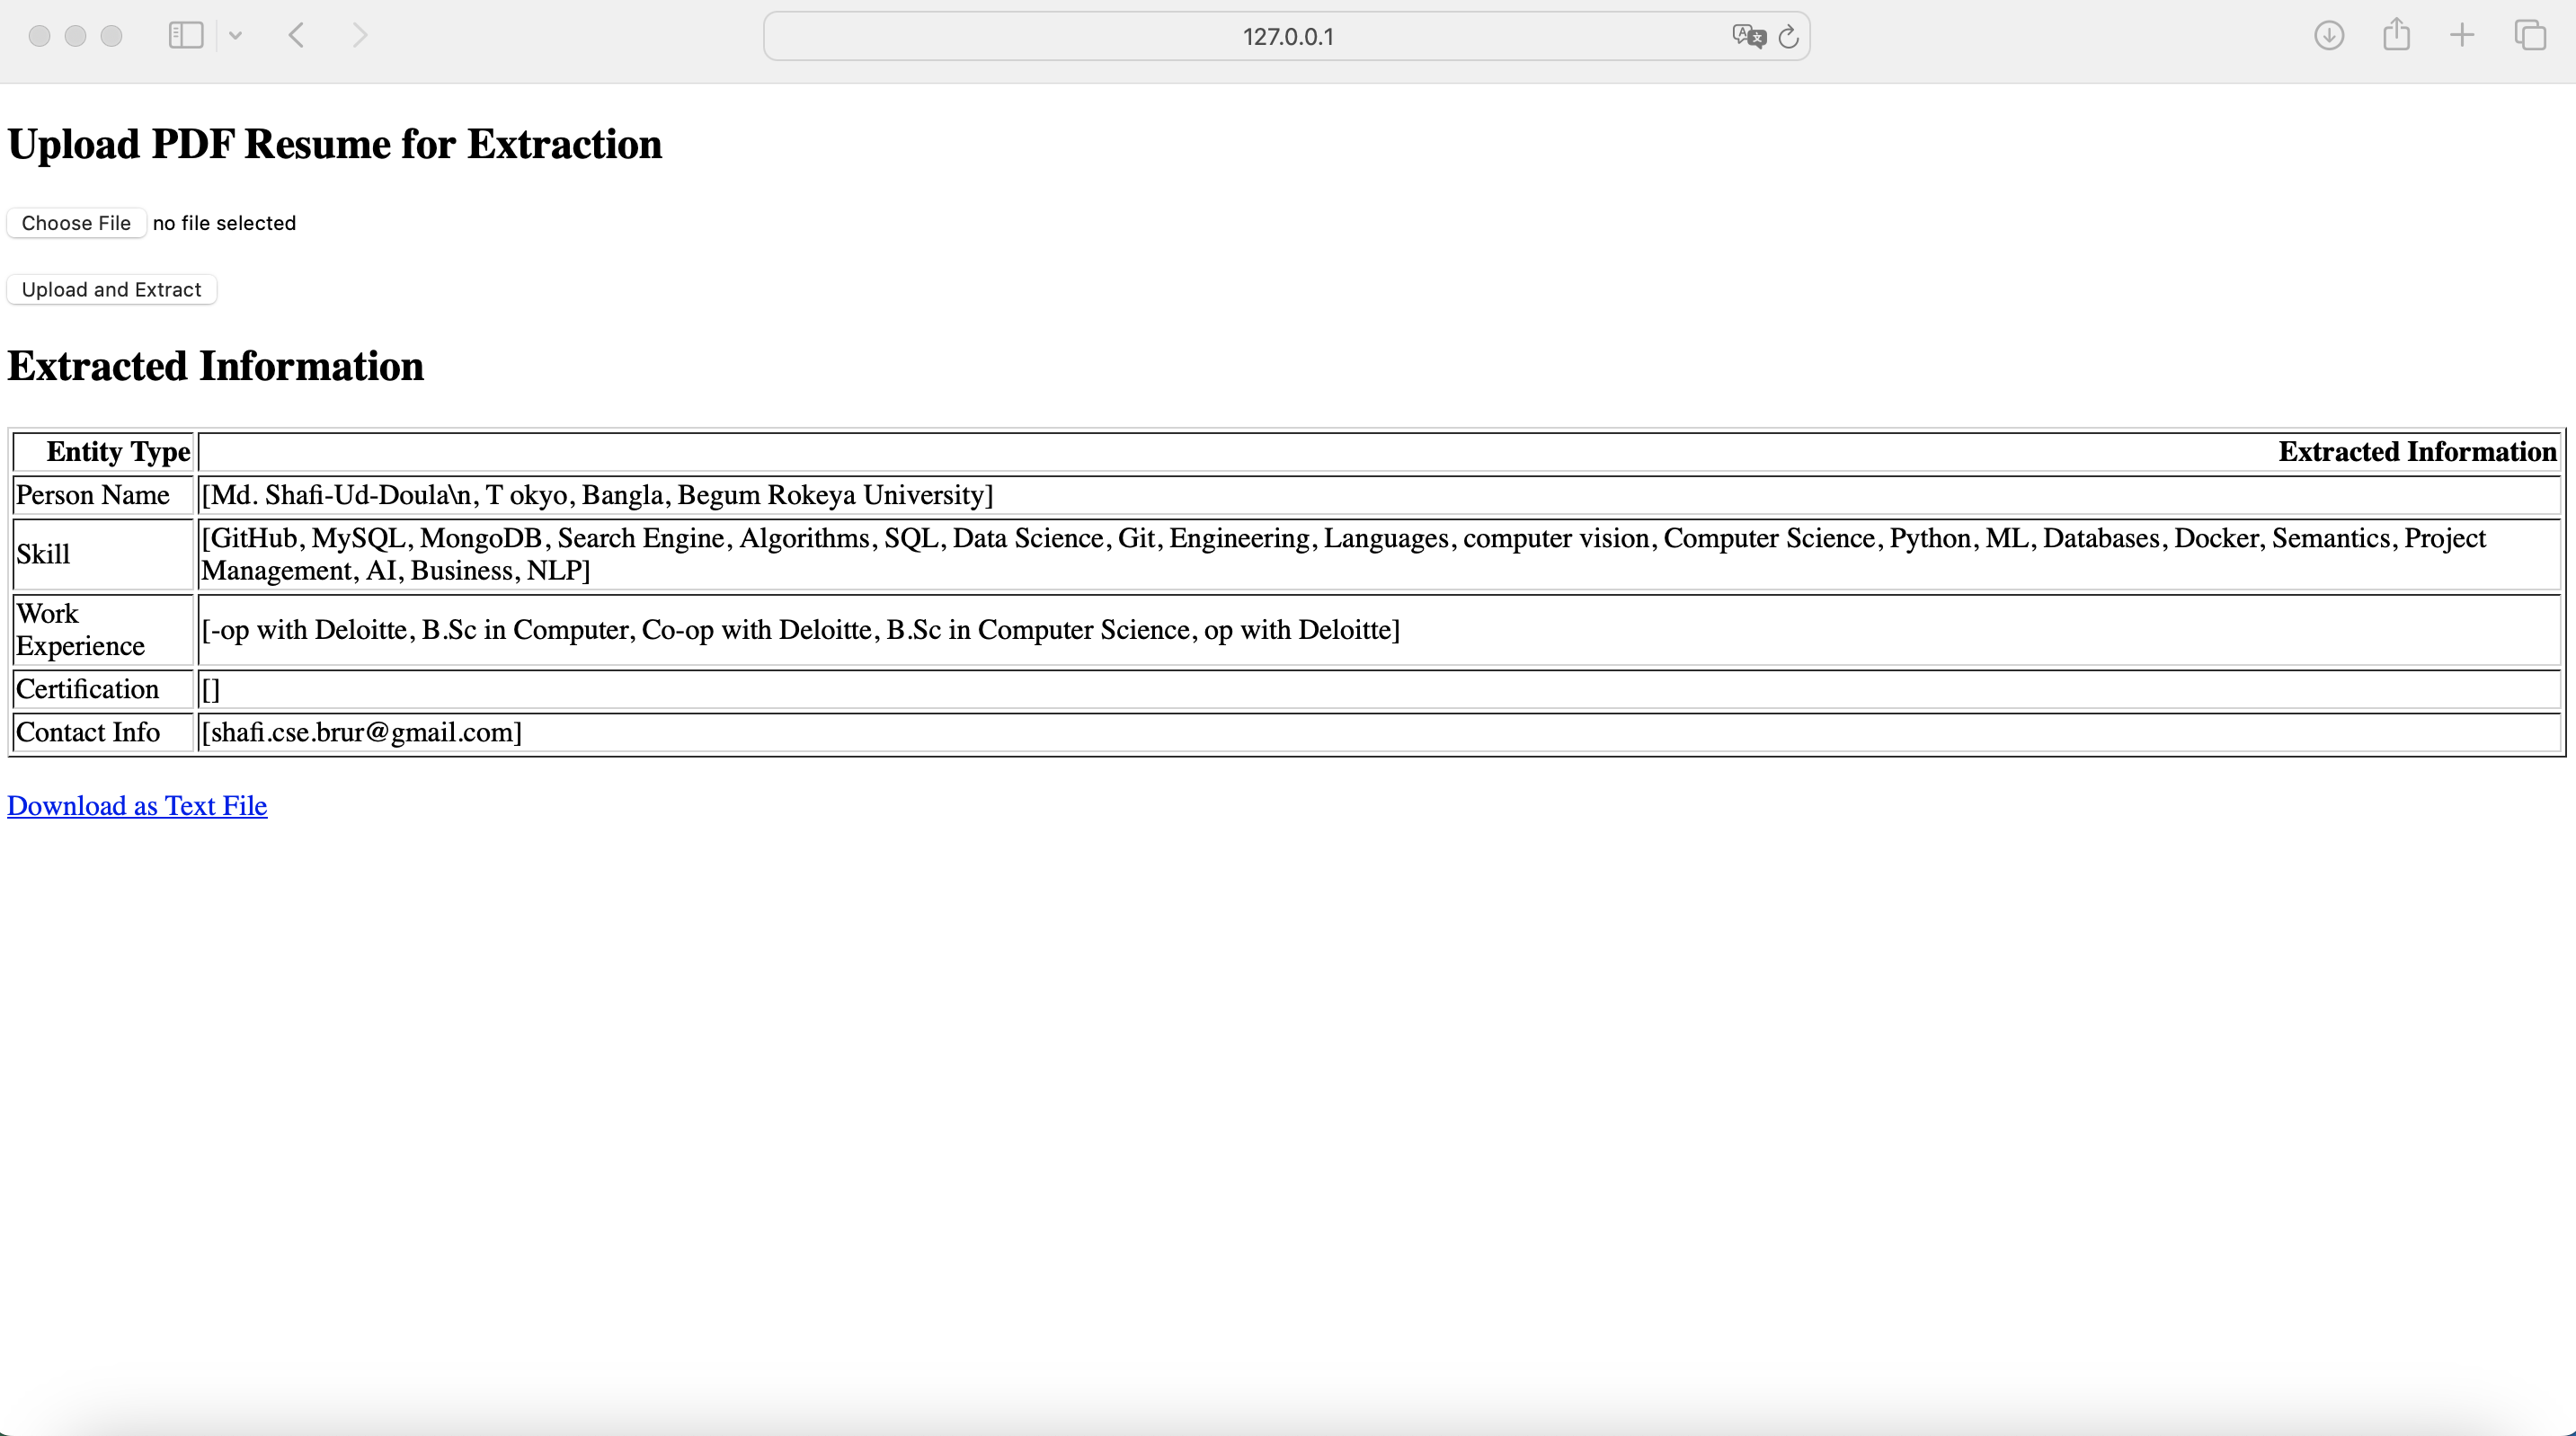 127.0.0.1
Upload PDF Resume for Extraction
Choose File no file selected
Upload and Extract
Extracted Information
Entity Type Extracted Information
Person Name [Md. Shafi-Ud-Doula\n, T okyo, Bangla, Begum Rokeya University]
Skill [GitHub, MySQL, MongoDB, Search Engine, Algorithms, SQL, Data Science, Git, Engineering, Languages, computer vision, Computer Science, Python, ML, Databases, Docker, Semantics, Project
Management, AI, Business, NLP]
Work
Experience [-op with Deloitte, B.Sc in Computer, Co-op with Deloitte, B.Sc in Computer Science, op with Deloitte]
Certification []
Contact Info [shafi.cse.brur@gmail.com]
Download as Text File